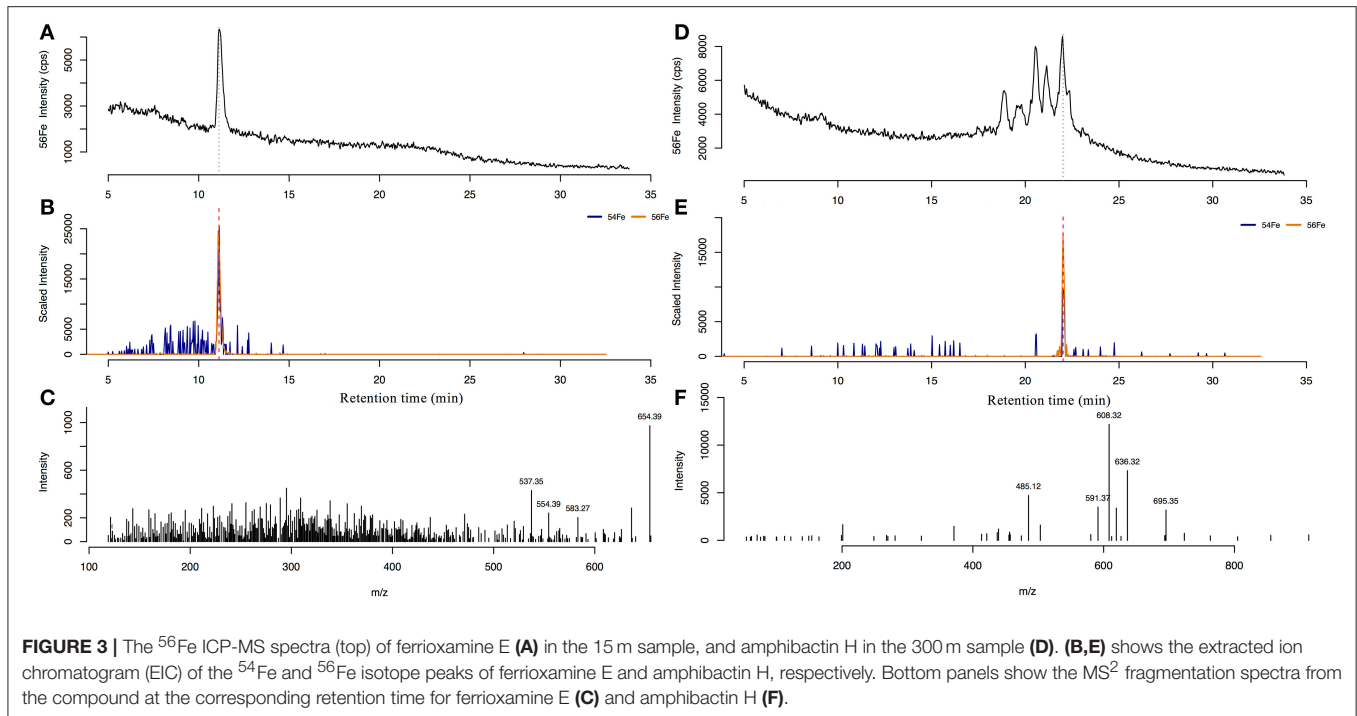 A
56Fe Intensity (cps)
1000 3000 5000
5 10 15 20 25 30 35
B
54Fe 56Fe
Scaled Intensity
0 5000 15000 25000
5 10 15 20 25 30 35
Retention time (min)
C
Intensity
0 200 600 1000
654.39
537.35
554.39
583.27
100 200 300 400 500 600
m/z
D
56Fe Intensity (cps)
2000 4000 6000 8000
5 10 15 20 25 30 35
E
54Fe 56Fe
Scaled Intensity
0 5000 15000
5 10 15 20 25 30 35
Retention time (min)
F
Intensity
0 5000 10000 15000
608.32
636.32
485.12
591.37
695.35
200 400 600 800
m/z
FIGURE 3 | The ⁵⁶Fe ICP-MS spectra (top) of ferrioxamine E (A) in the 15 m sample, and amphibactin H in the 300 m sample (D). (B,E) shows the extracted ion
chromatogram (EIC) of the ⁵⁴Fe and ⁵⁶Fe isotope peaks of ferrioxamine E and amphibactin H, respectively. Bottom panels show the MS² fragmentation spectra from
the compound at the corresponding retention time for ferrioxamine E (C) and amphibactin H (F).